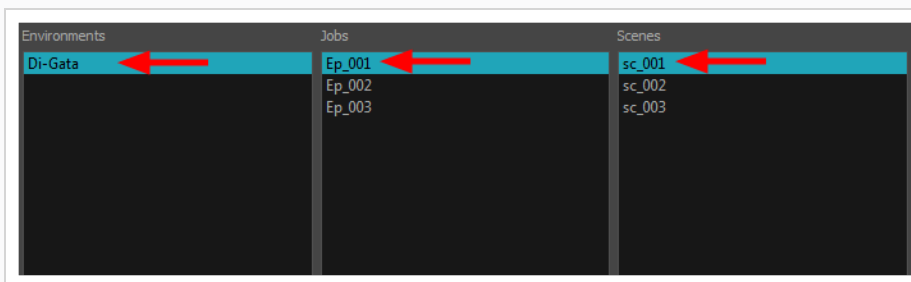 Environments Jobs Scenes
Di-Gata Ep_001 sc_001
Ep_002 sc_002
Ep_003 sc_003